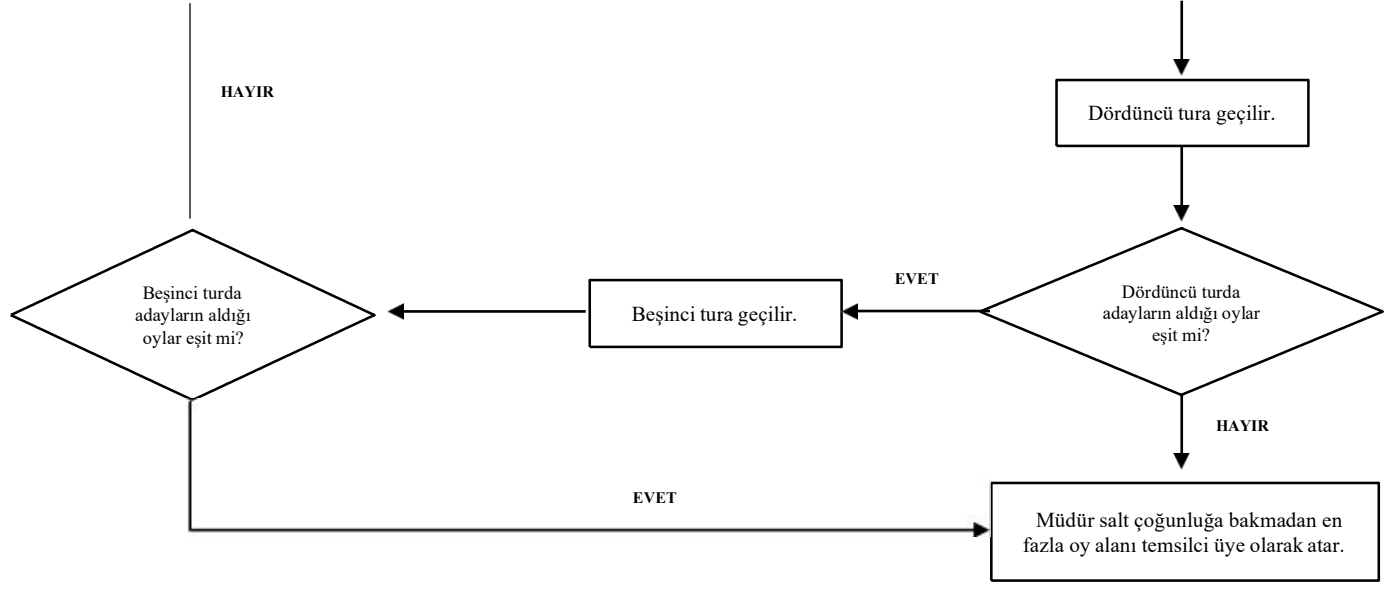 HAYIR
Dördüncü tura geçilir.
EVET
Beşinci turda
adayların aldığı
oylar eşit mi?
Beşinci tura geçilir.
Dördüncü turda
adayların aldığı oylar
eşit mi?
HAYIR
EVET
Müdür salt çoğunluğa bakmadan en
fazla oy alanı temsilci üye olarak atar.